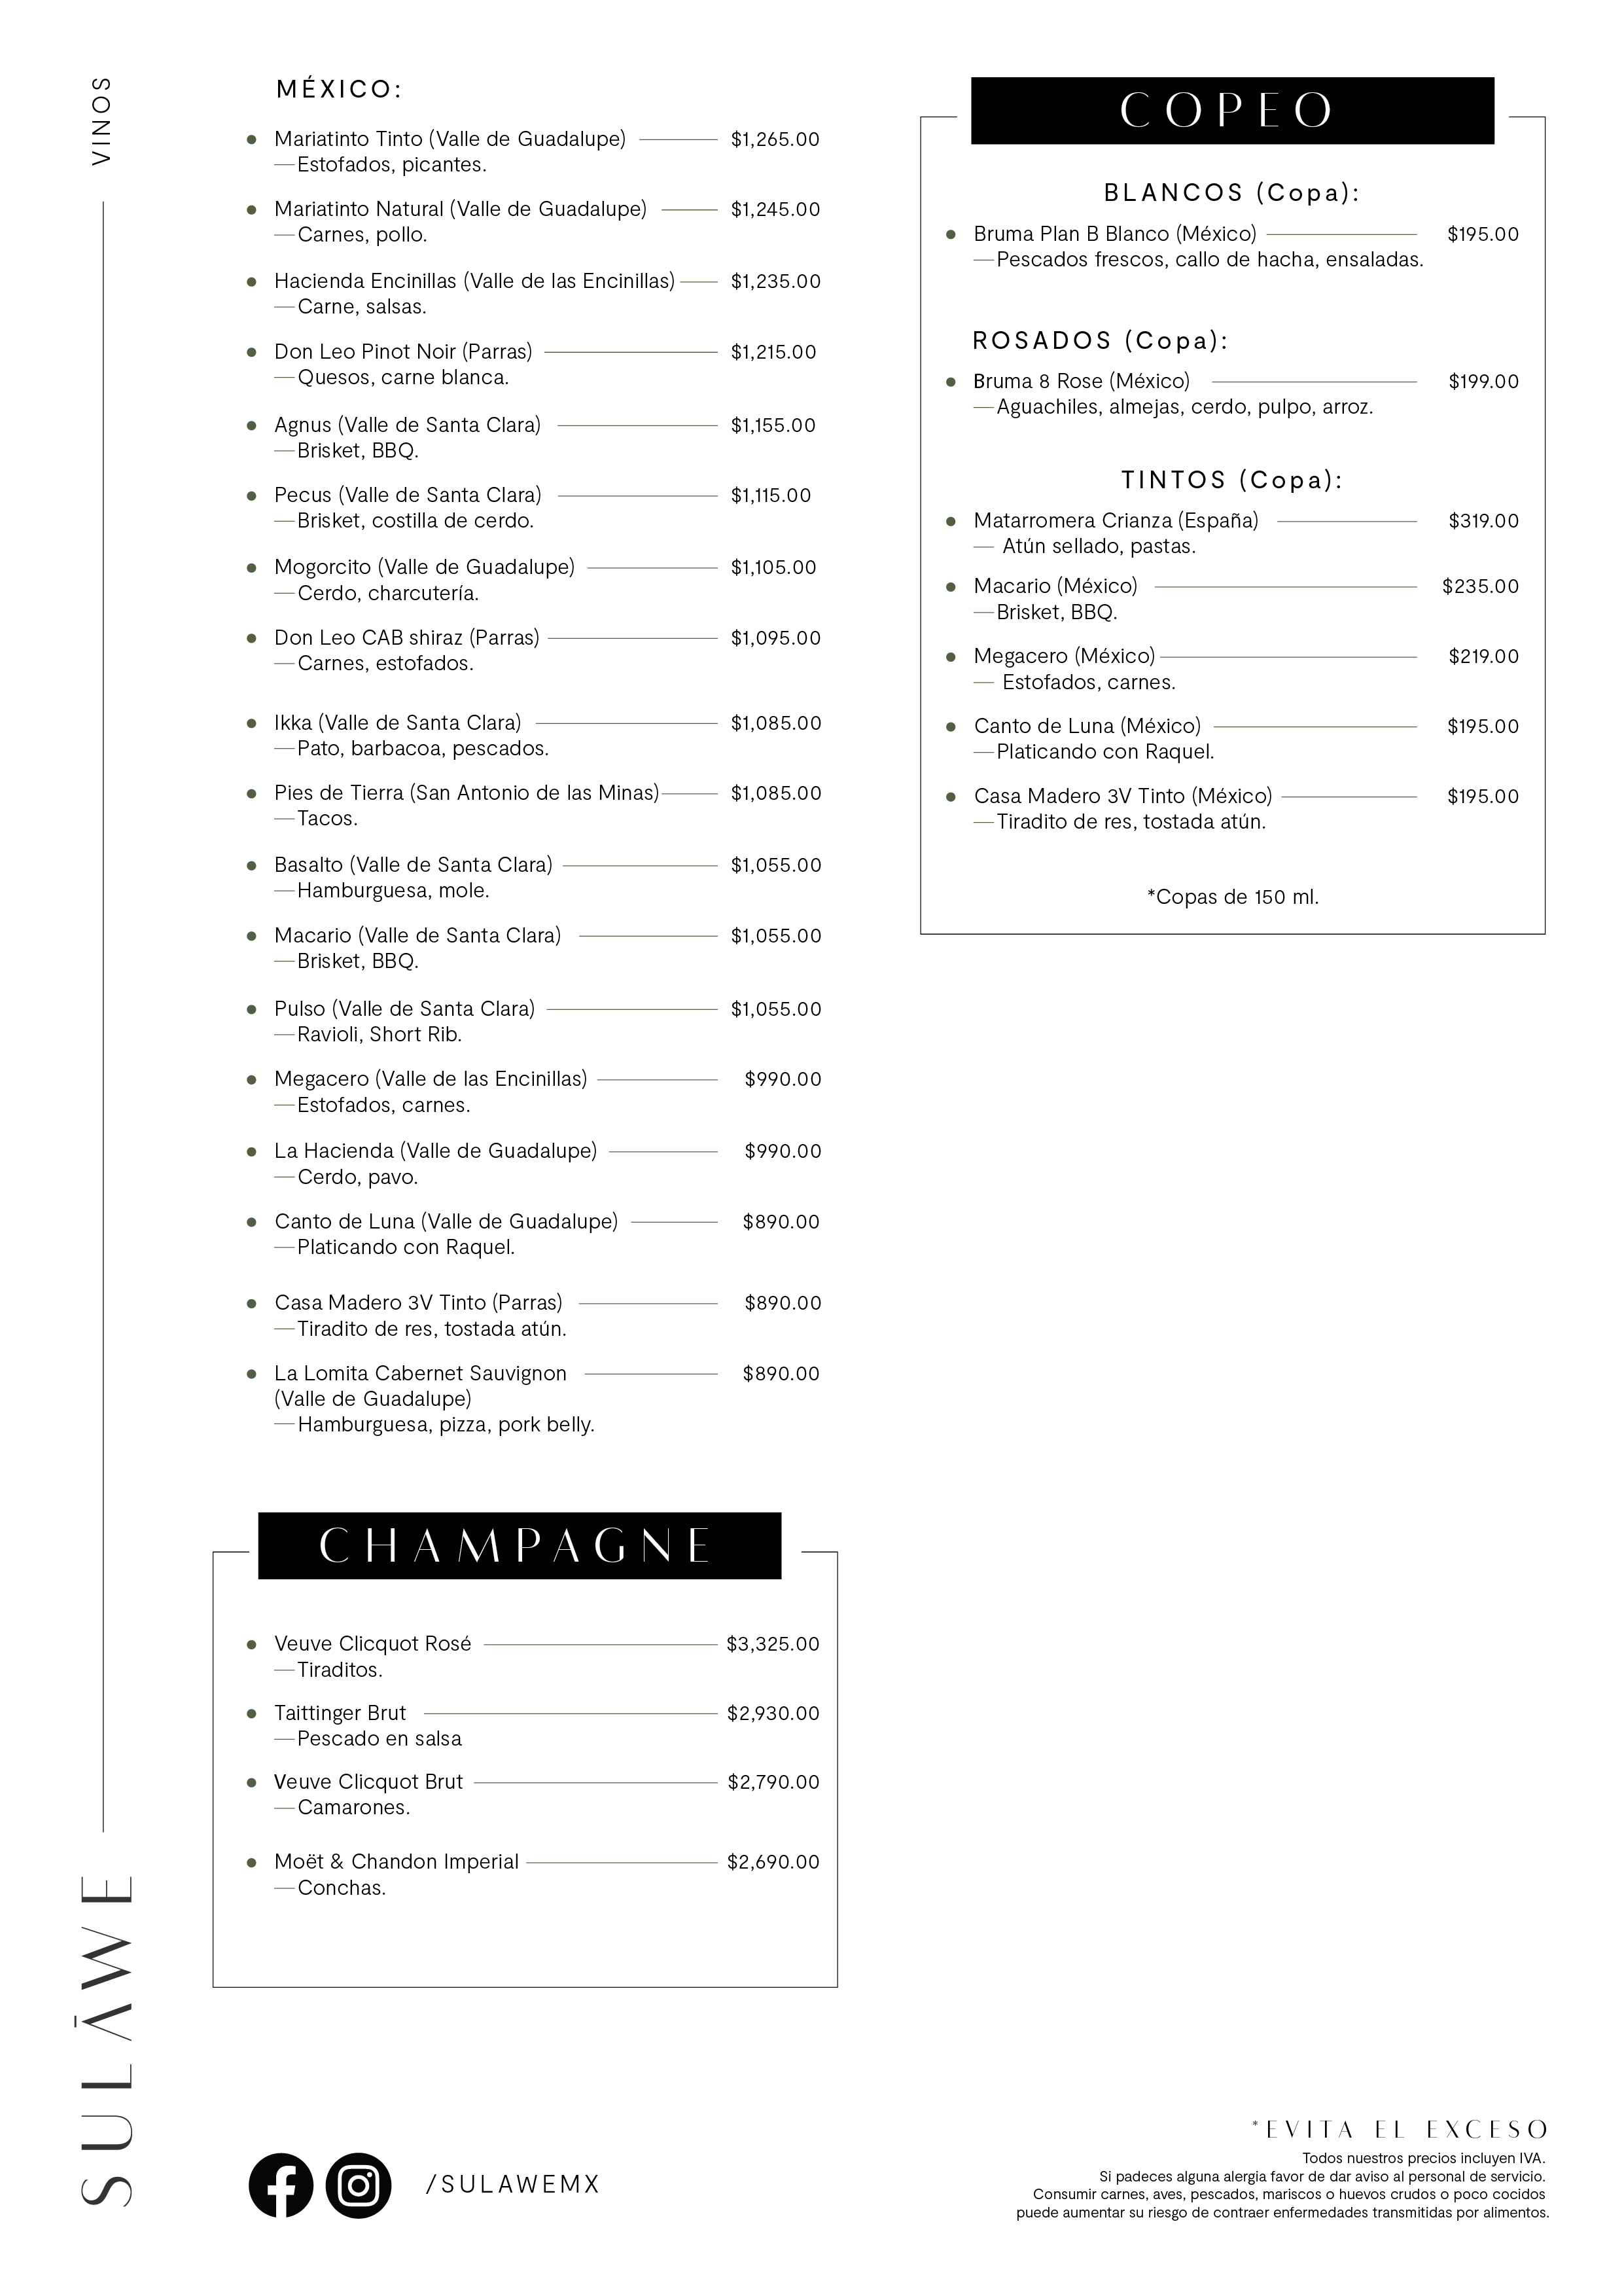 VINOS
SULĀWE
MÉXICO:
Mariatinto Tinto (Valle de Guadalupe) $1,265.00
—Estofados, picantes.
Mariatinto Natural (Valle de Guadalupe) $1,245.00
—Carnes, pollo.
Hacienda Encinillas (Valle de las Encinillas) $1,235.00
—Carne, salsas.
Don Leo Pinot Noir (Parras) $1,215.00
—Quesos, carne blanca.
Agnus (Valle de Santa Clara) $1,155.00
—Brisket, BBQ.
Pecus (Valle de Santa Clara) $1,115.00
—Brisket, costilla de cerdo.
Mogorcito (Valle de Guadalupe) $1,105.00
—Cerdo, charcutería.
Don Leo CAB shiraz (Parras) $1,095.00
—Carnes, estofados.
Ikka (Valle de Santa Clara) $1,085.00
—Pato, barbacoa, pescados.
Pies de Tierra (San Antonio de las Minas) $1,085.00
—Tacos.
Basalto (Valle de Santa Clara) $1,055.00
—Hamburguesa, mole.
Macario (Valle de Santa Clara) $1,055.00
—Brisket, BBQ.
Pulso (Valle de Santa Clara) $1,055.00
—Ravioli, Short Rib.
Megacero (Valle de las Encinillas) $990.00
—Estofados, carnes.
La Hacienda (Valle de Guadalupe) $990.00
—Cerdo, pavo.
Canto de Luna (Valle de Guadalupe) $890.00
—Platicando con Raquel.
Casa Madero 3V Tinto (Parras) $890.00
—Tiradito de res, tostada atún.
La Lomita Cabernet Sauvignon $890.00
(Valle de Guadalupe)
—Hamburguesa, pizza, pork belly.
CHAMPAGNE
Veuve Clicquot Rosé $3,325.00
—Tiraditos.
Taittinger Brut $2,930.00
—Pescado en salsa
Veuve Clicquot Brut $2,790.00
—Camarones.
Moët & Chandon Imperial $2,690.00
—Conchas.
COPEO
BLANCOS (Copa):
Bruma Plan B Blanco (México) $195.00
—Pescados frescos, callo de hacha, ensaladas.
ROSADOS (Copa):
Bruma 8 Rose (México) $199.00
—Aguachiles, almejas, cerdo, pulpo, arroz.
TINTOS (Copa):
Matarromera Crianza (España) $319.00
— Atún sellado, pastas.
Macario (México) $235.00
—Brisket, BBQ.
Megacero (México) $219.00
— Estofados, carnes.
Canto de Luna (México) $195.00
—Platicando con Raquel.
Casa Madero 3V Tinto (México) $195.00
—Tiradito de res, tostada atún.
*Copas de 150 ml.
/SULAWEMX
*EVITA EL EXCESO
Todos nuestros precios incluyen IVA.
Si padeces alguna alergia favor de dar aviso al personal de servicio.
Consumir carnes, aves, pescados, mariscos o huevos crudos o poco cocidos
puede aumentar su riesgo de contraer enfermedades transmitidas por alimentos.